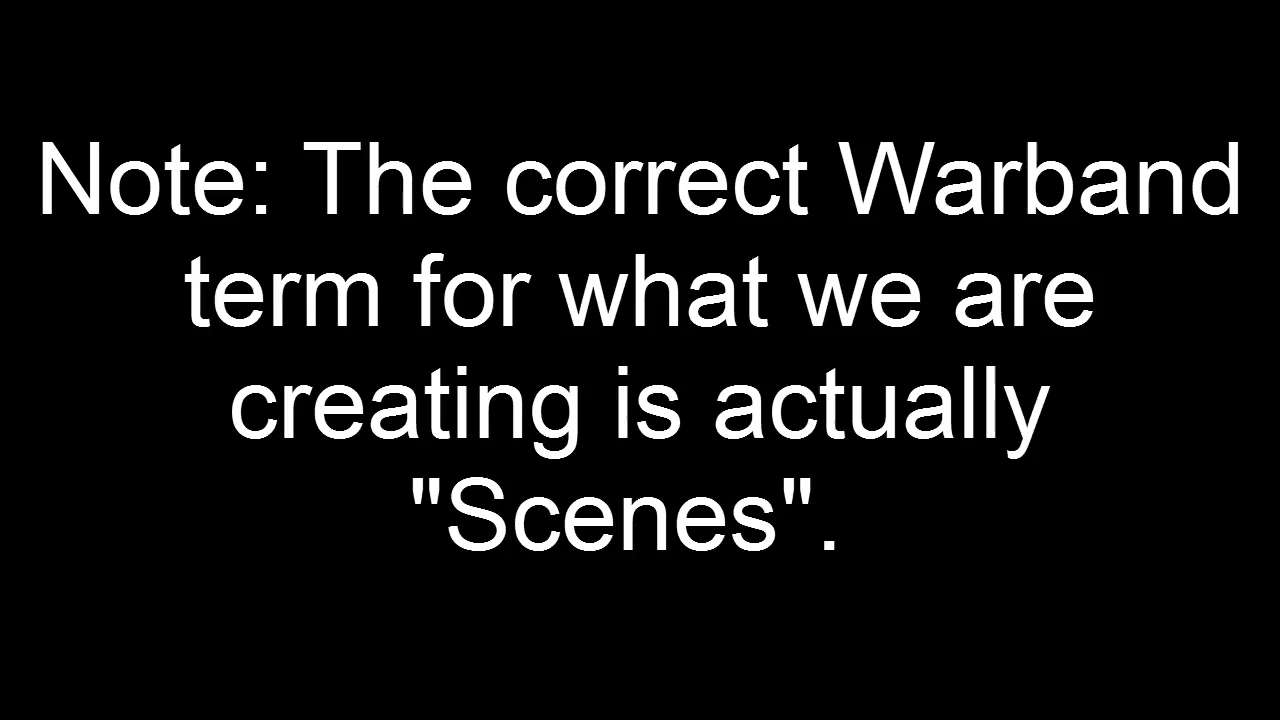 Note: The correct Warband
term for what we are
creating is actually
"Scenes".